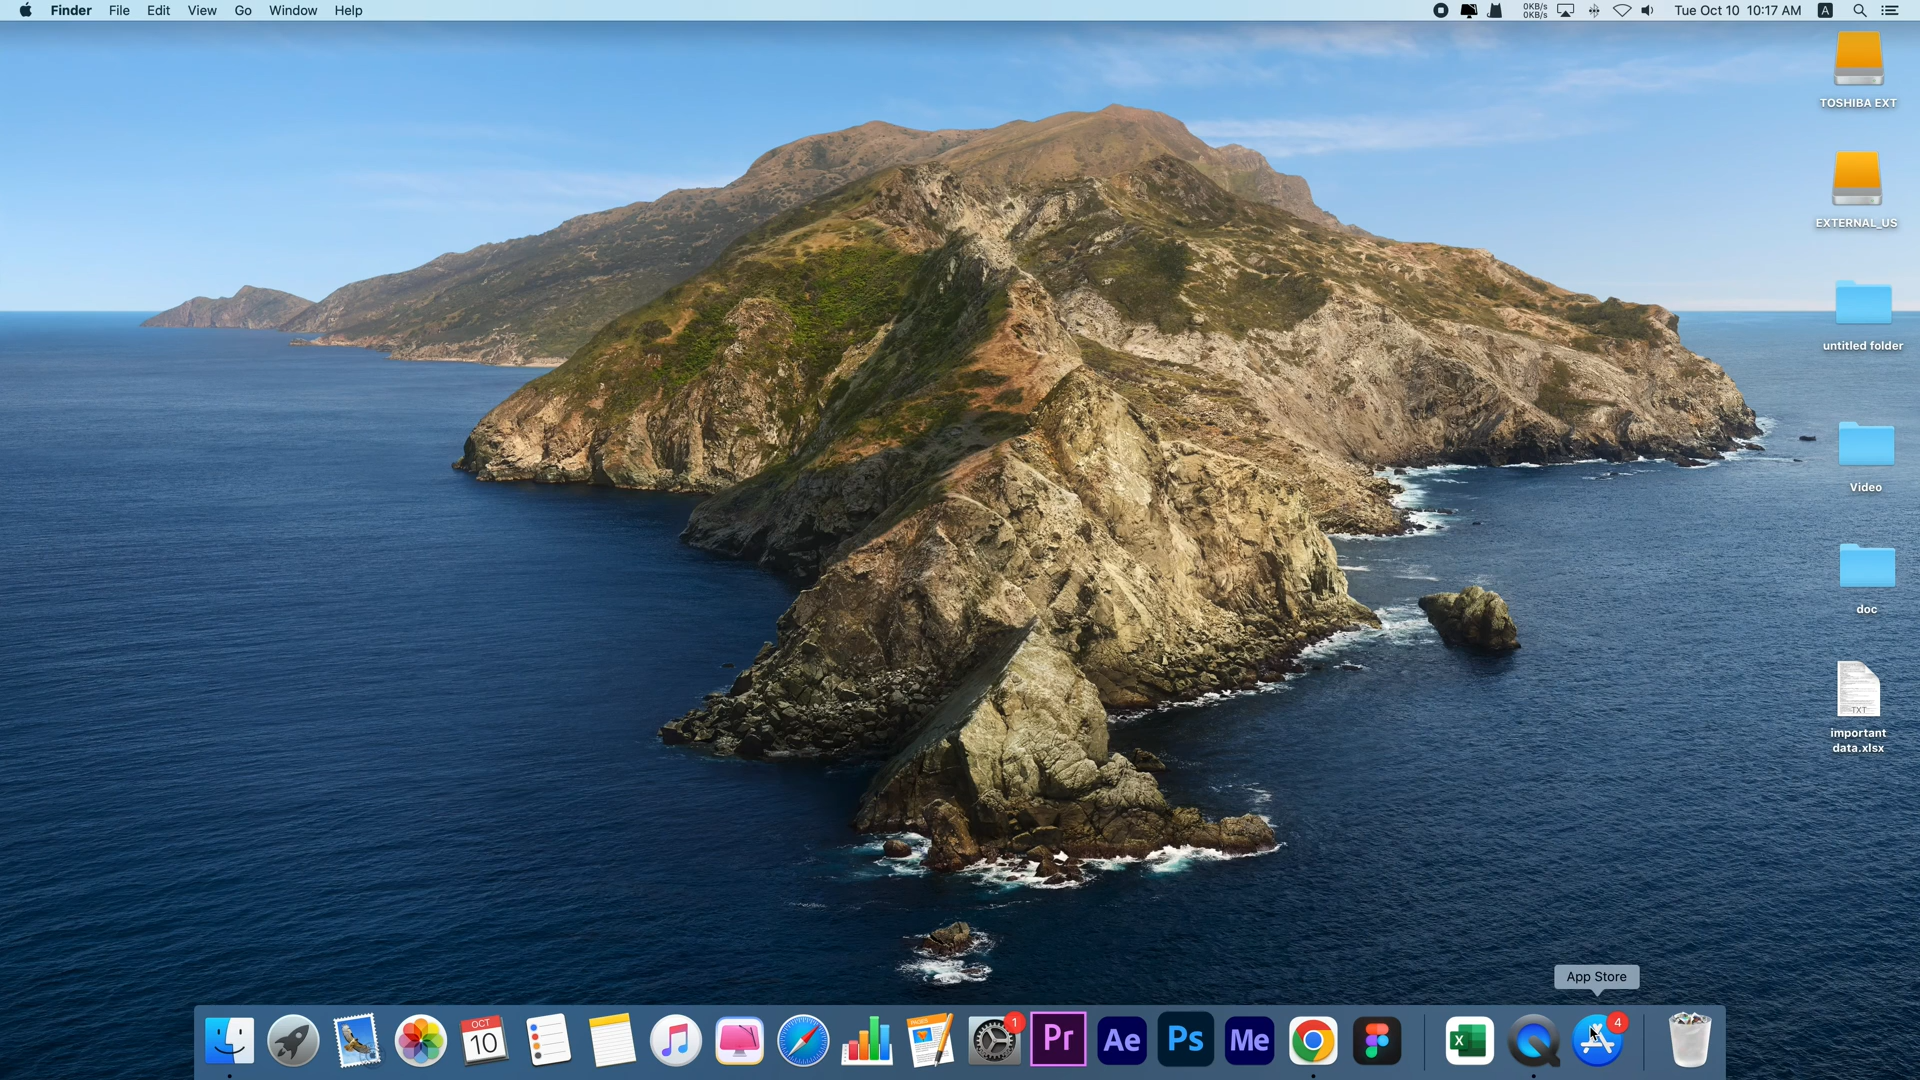 Finder File Edit View Go Window Help
0KB/s
0KB/s
Tue Oct 10 10:17 AM
A
TOSHIBA EXT
EXTERNAL_US
untitled folder
Video
doc
TXT
important
data.xlsx
App Store
OCT
10
1
Pr
Ae
Ps
Me
X
4